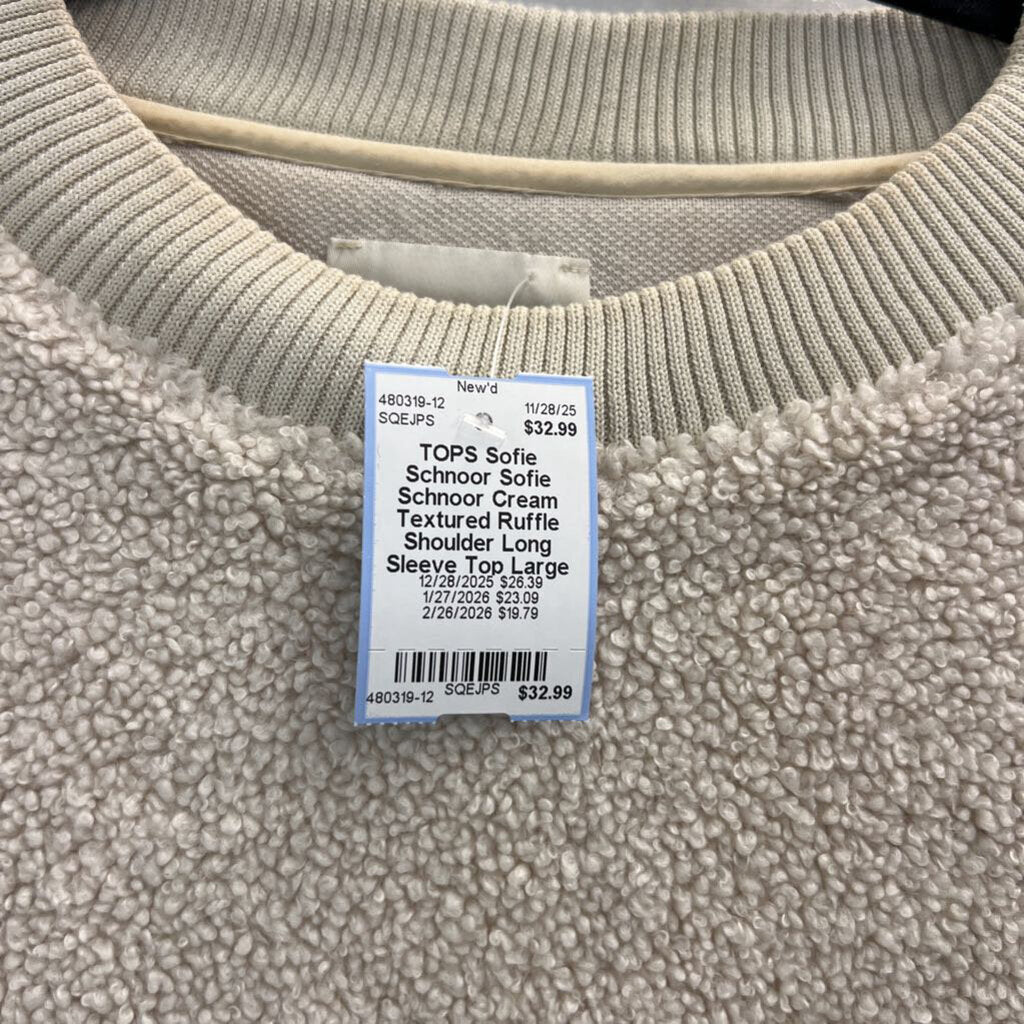 New'd
480319-12 11/28/25
SQEJPS $32.99
TOPS Sofie
Schnoor Sofie
Schnoor Cream
Textured Ruffle
Shoulder Long
Sleeve Top Large
12/28/2025 $26.39
1/27/2026 $23.09
2/26/2026 $19.79
480319-12 SQEJPS $32.99